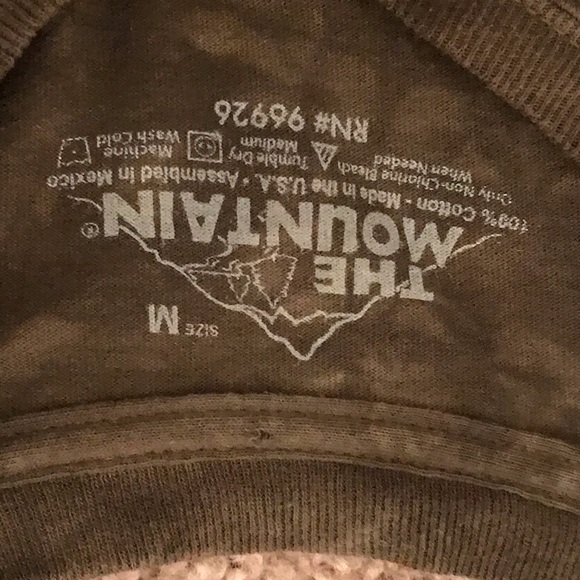 SIZE M
THE
MOUNTAIN®
100% Cotton - Made in the U.S.A. • Assembled in Mexico
Only Non-Chlorine Bleach When Needed
Tumble Dry Medium
Machine Wash Cold
RN# 96926